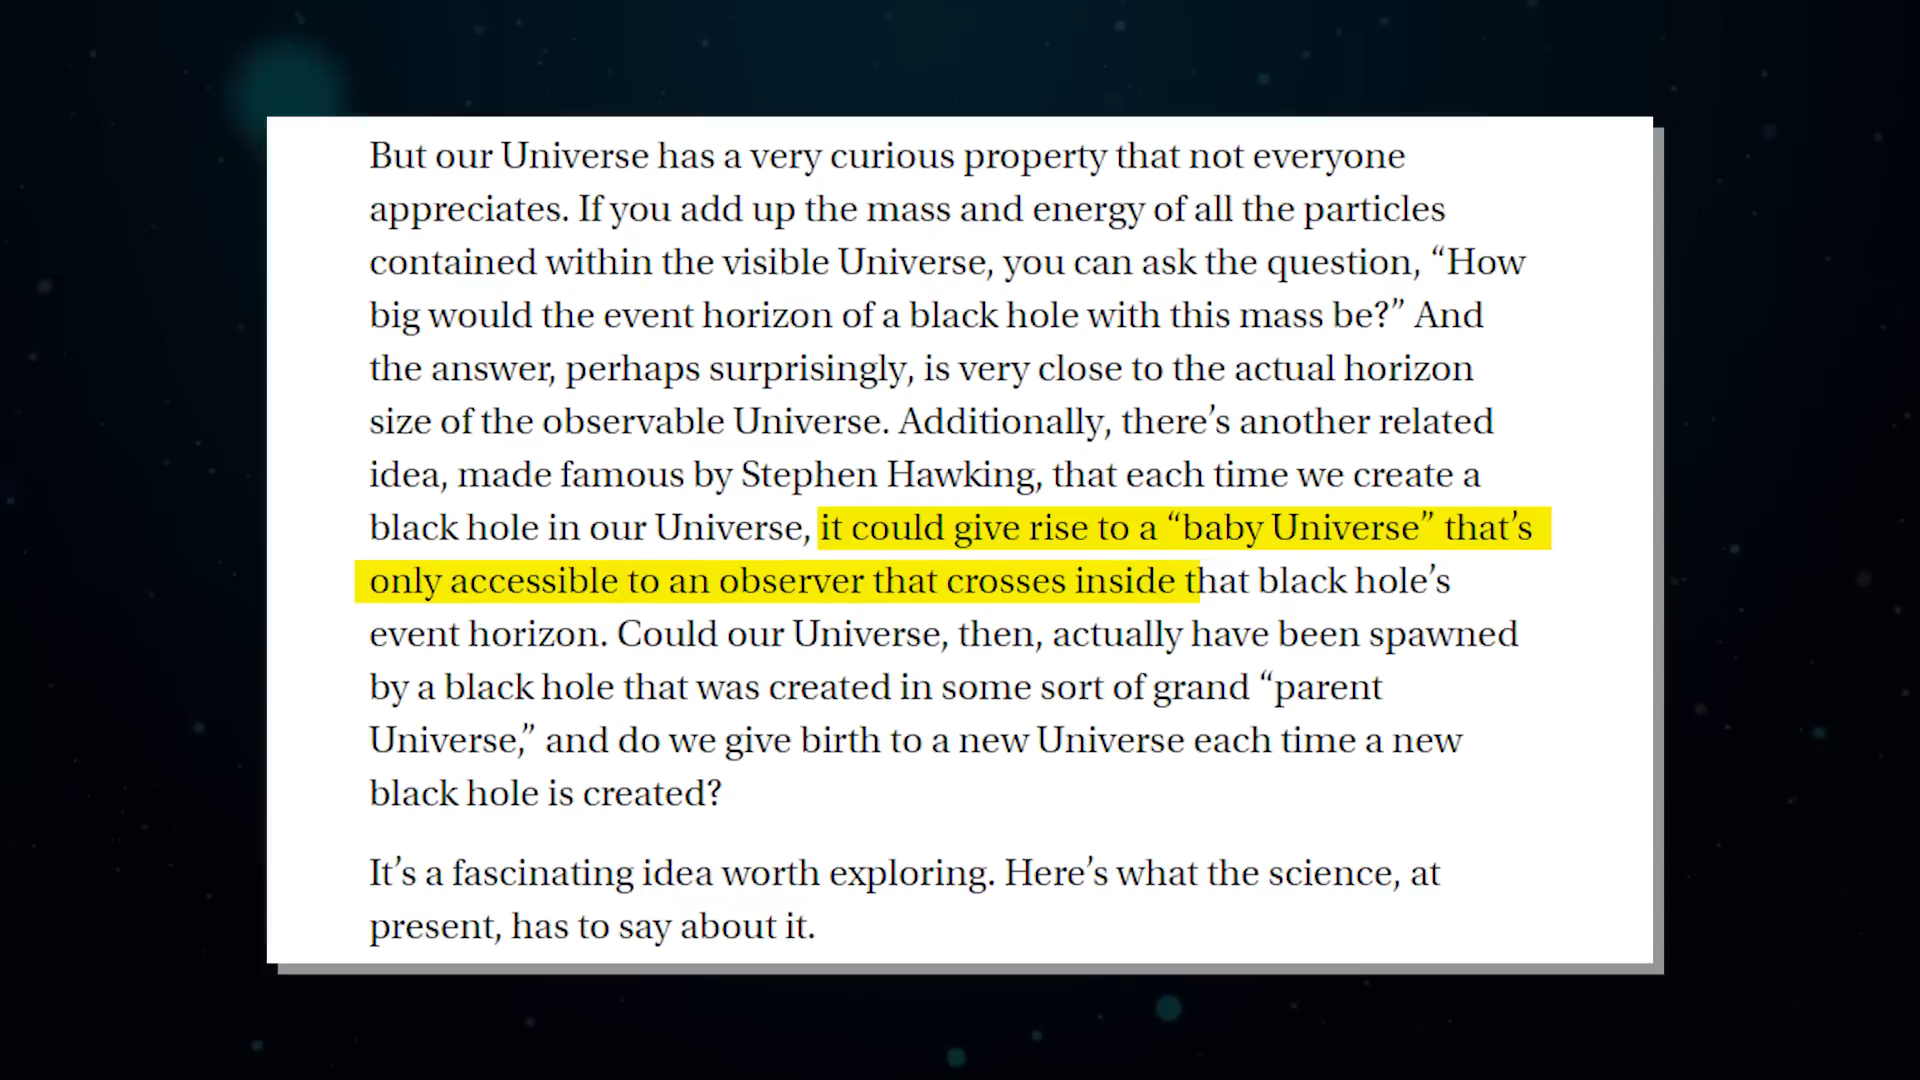 But our Universe has a very curious property that not everyone
appreciates. If you add up the mass and energy of all the particles
contained within the visible Universe, you can ask the question, “How
big would the event horizon of a black hole with this mass be?” And
the answer, perhaps surprisingly, is very close to the actual horizon
size of the observable Universe. Additionally, there’s another related
idea, made famous by Stephen Hawking, that each time we create a
black hole in our Universe, it could give rise to a “baby Universe” that’s
only accessible to an observer that crosses inside that black hole’s
event horizon. Could our Universe, then, actually have been spawned
by a black hole that was created in some sort of grand “parent
Universe,” and do we give birth to a new Universe each time a new
black hole is created?
It’s a fascinating idea worth exploring. Here’s what the science, at
present, has to say about it.